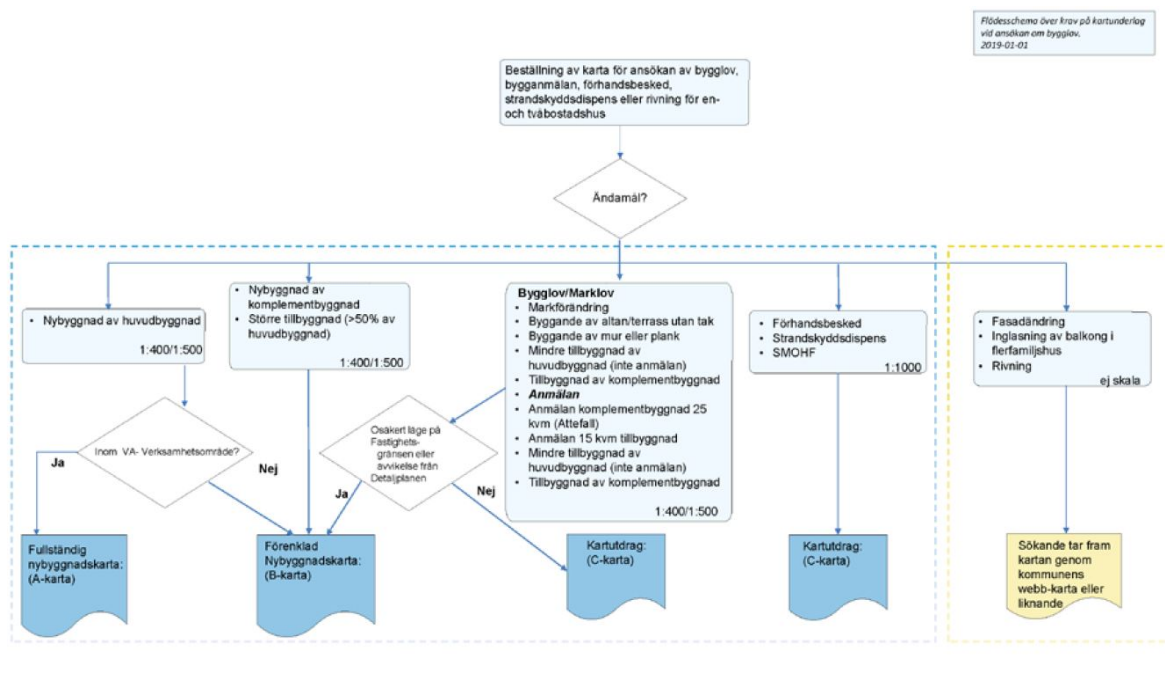 Flödesschema över krav på kartunderlag
vid ansökan om bygglov.
2019-01-01
Beställning av karta för ansökan av bygglov,
bygganmälan, förhandsbesked,
strandskyddsdispens eller rivning för en-
och tvåbostadshus
Ändamål?
• Nybyggnad av huvudbyggnad
1:400/1:500
• Nybyggnad av
komplementbyggnad
• Större tillbyggnad (>50% av
huvudbyggnad)
1:400/1:500
Bygglov/Marklov
• Markförändring
• Byggande av altan/terrass utan tak
• Byggande av mur eller plank
• Mindre tillbyggnad av
huvudbyggnad (inte anmälan)
• Tillbyggnad av komplementbyggnad
• Anmälan
• Anmälan komplementbyggnad 25
kvm (Attefall)
• Anmälan 15 kvm tillbyggnad
• Mindre tillbyggnad av
huvudbyggnad (inte anmälan)
• Tillbyggnad av komplementbyggnad
1:400/1:500
• Förhandsbesked
• Strandskyddsdispens
• SMOHF
1:1000
• Fasadändring
• Inglasning av balkong i
flerfamiljshus
• Rivning
ej skala
Inom VA- Verksamhetsområde?
Ja
Nej
Osäkert läge på
Fastighets-
gränsen eller
avvikelse från
Detaljplanen
Ja
Nej
Fullständig
nybyggnadskarta:
(A-karta)
Förenklad
Nybyggnadskarta:
(B-karta)
Kartutdrag:
(C-karta)
Kartutdrag:
(C-karta)
Sökande tar fram
kartan genom
kommunens
webb-karta eller
liknande